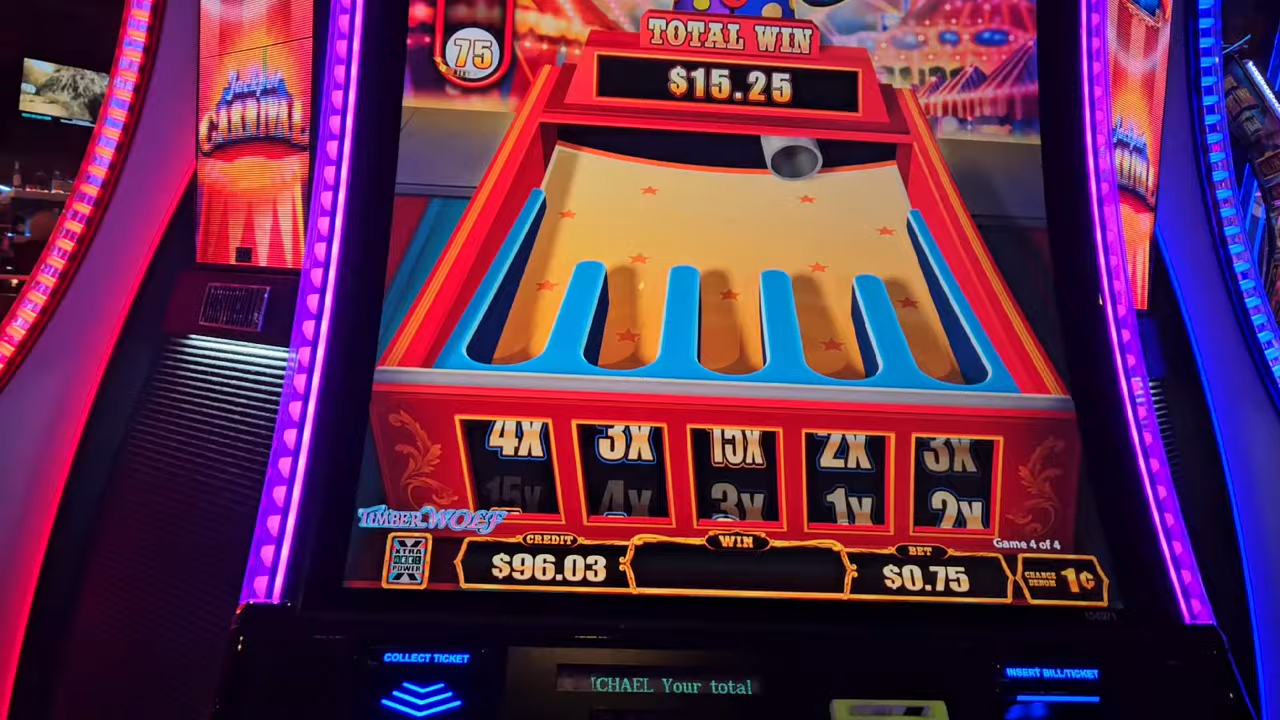 75
TOTAL WIN
$15.25
Jackpot
CARNIVAL
4X
3X
15X
2X
3X
15X
4X
3X
1X
2X
TIMBER WOLF
Game 4 of 4
XTRA
REEL
POWER
X
CREDIT
$96.03
WIN
BET
$0.75
CHANGE
DENOM
1¢
COLLECT TICKET
INSERT BILL/TICKET
CHAEL Your total